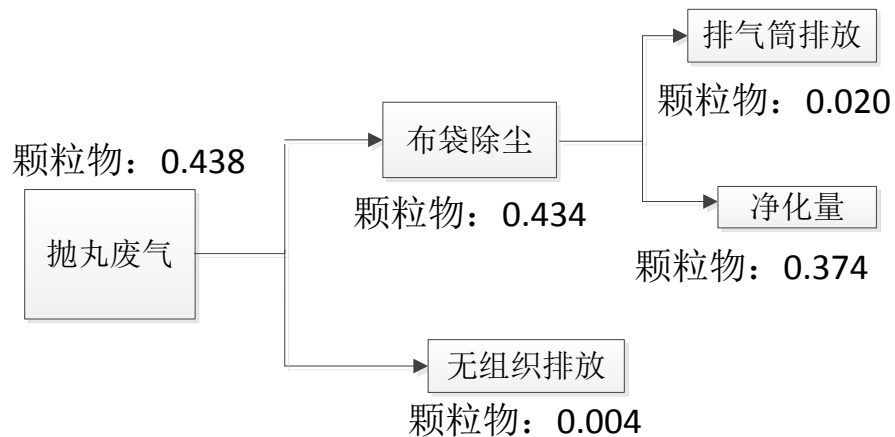 排气筒排放
颗粒物：0.020
布袋除尘
颗粒物：0.438
颗粒物：0.434
净化量
抛丸废气
颗粒物：0.374
无组织排放
颗粒物：0.004